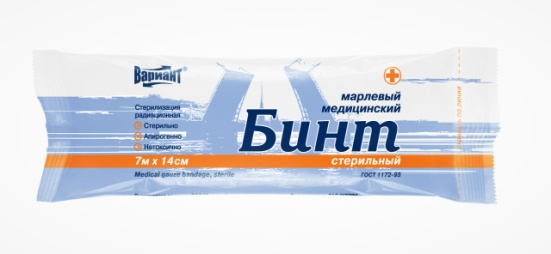 Вариант®
Стерилизация
радиационная
Стерильно
Апирогенно
Нетоксично
марлевый
медицинский
Бинт
7м х 14см
стерильный
Medical gauze bandage, sterile
ГОСТ 1172-93